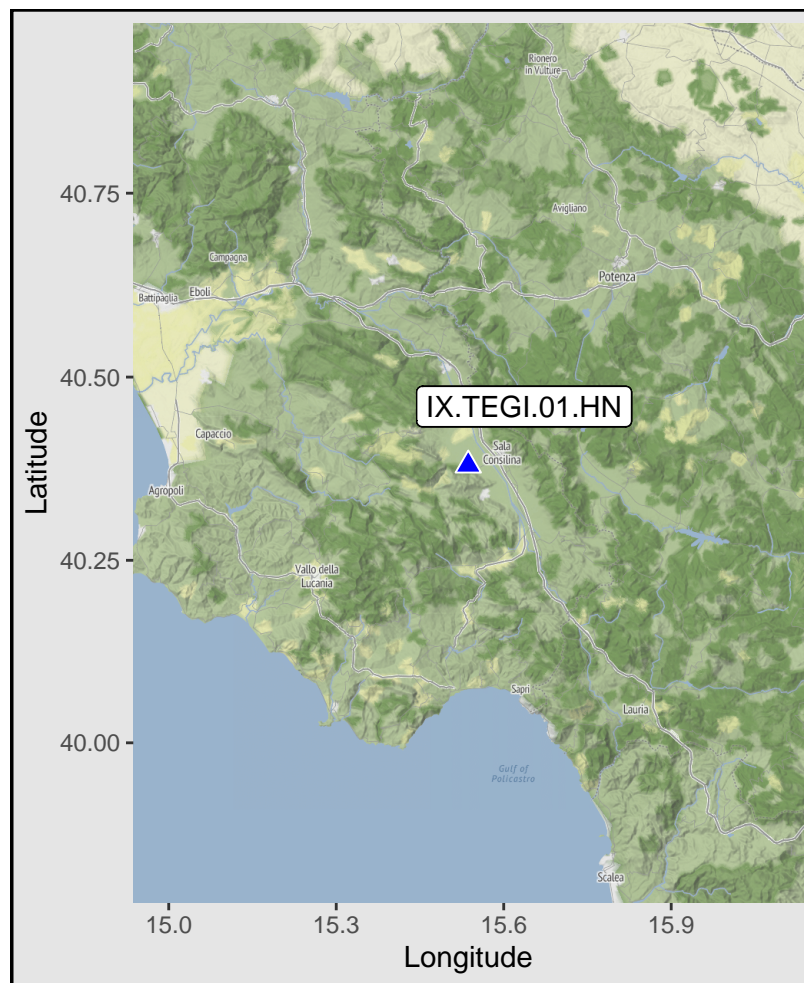 Rionero
in Vulture
40.75
Avigliano
Campagna
Potenza
Eboli
Battipaglia
40.50
IX.TEGI.01.HN
Capaccio
Sala
Consilina
Agropoli
Latitude
40.25
Vallo della
Lucania
Sapri
Lauria
40.00
Gulf of
Policastro
Scalea
15.0
15.3
15.6
15.9
Longitude